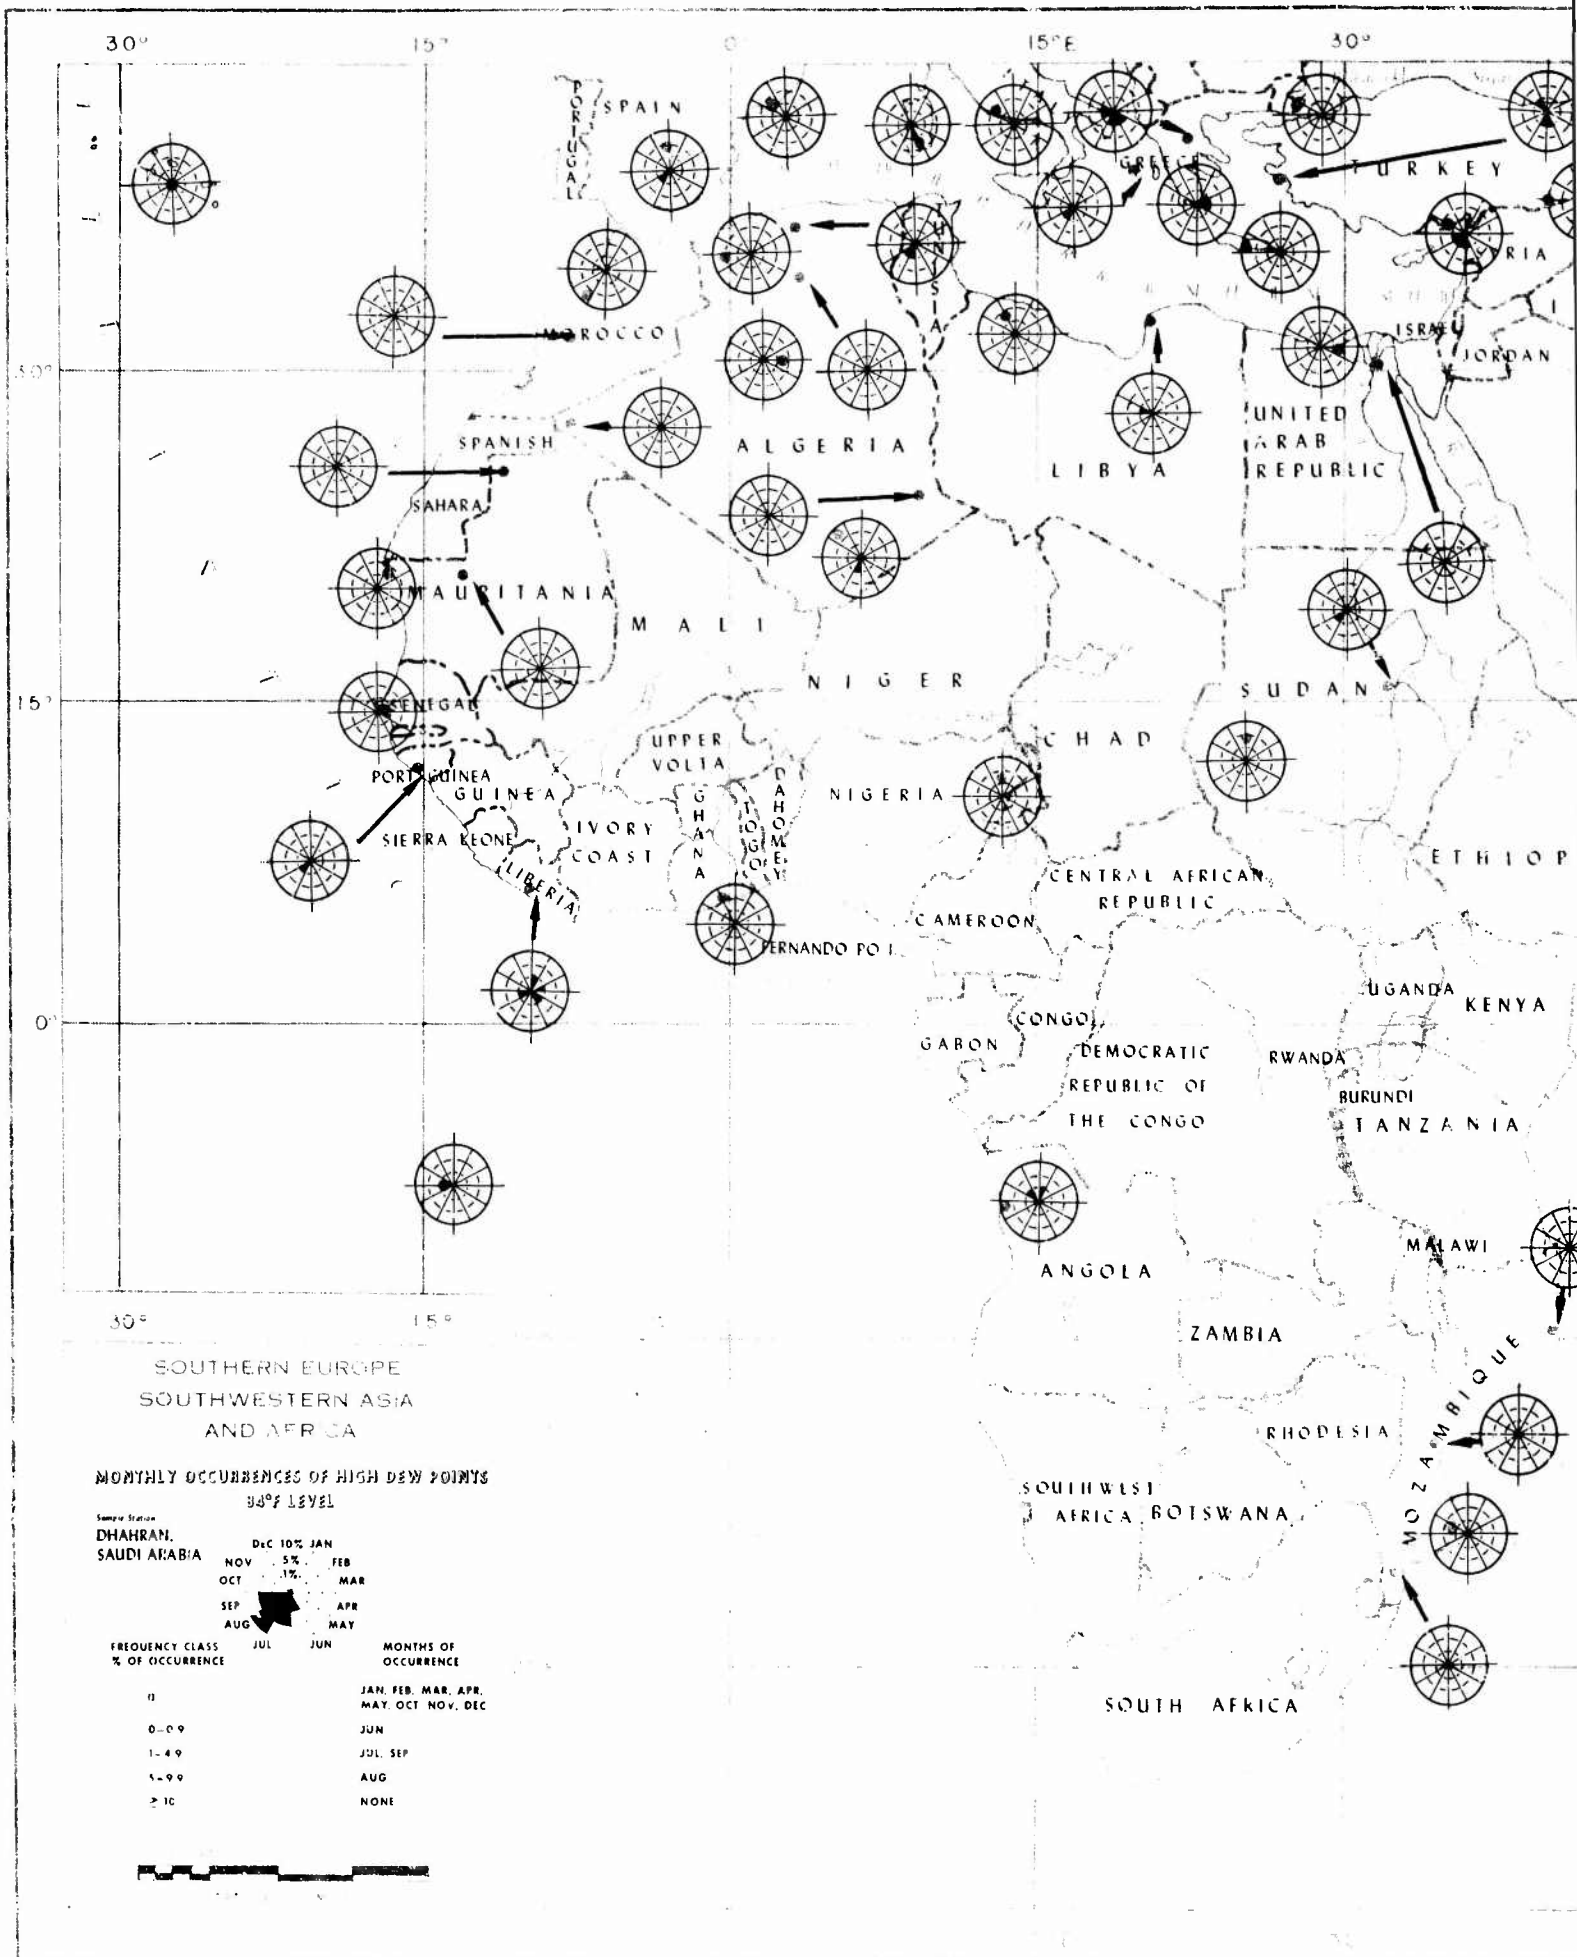 30°
15°
0°
15°E
30°
PORTUGAL
SPAIN
GREECE
TURKEY
TUNISIA
MOROCCO
ISRAEL
JORDAN
SPANISH
SAHARA
ALGERIA
LIBYA
UNITED
ARAB
REPUBLIC
MAURITANIA
MALI
NIGER
SUDAN
15°
SENEGAL
CHAD
UPPER
VOLTA
PORT GUINEA
GUINEA
GHANA
TOGO
DAHOMEY
NIGERIA
SIERRA LEONE
IVORY
COAST
LIBERIA
CENTRAL AFRICAN
REPUBLIC
CAMEROON
FERNANDO PO I.
UGANDA
KENYA
0°
CONGO
GABON
DEMOCRATIC
REPUBLIC OF
THE CONGO
RWANDA
BURUNDI
TANZANIA
MALAWI
ANGOLA
ZAMBIA
30°
15°
MOZAMBIQUE
RHODESIA
SOUTHWEST
AFRICA
BOTSWANA
SOUTH AFRICA
SOUTHERN EUROPE
SOUTHWESTERN ASIA
AND AFRICA
MONTHLY OCCURRENCES OF HIGH DEW POINTS
Sample Station
DHAHRAN,
SAUDI ARABIA
DEC 10% JAN
NOV 5% FEB
OCT .1% MAR
SEP APR
AUG MAY
JUL JUN
FREQUENCY CLASS
% OF OCCURRENCE
MONTHS OF
OCCURRENCE
0 JAN, FEB, MAR, APR,
MAY, OCT NOV, DEC
0-0.9 JUN
1-4.9 JUL, SEP
5-9.9 AUG
≥ 10 NONE